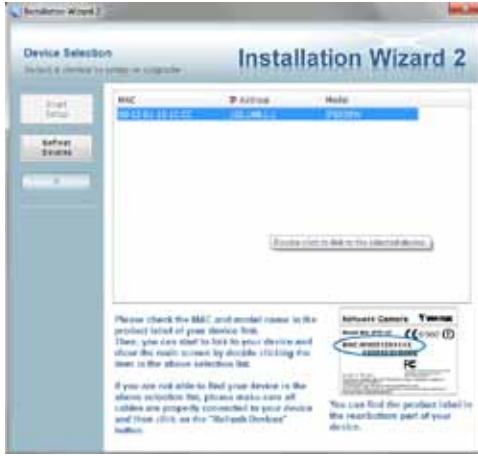 Installation Wizard 2
Device Selection
Installation Wizard 2
Select a device to setup or upgrade
MAC IP Address Model
Refresh
Devices
Double click to link to the selected device.
Please check the MAC and model name in the
product label of your device first.
Then, you can start to link to your device and
show the main screen by double clicking the
item in the above selection list.
If you are not able to find your device in the
above selection list, please make sure all
cables are properly connected to your device
and then click on the "Refresh Devices"
button.
Network Camera
You can find the product label in
the rear/bottom part of your
device.